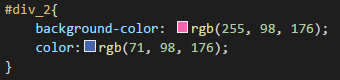 #div_2{
background-color: rgb(255, 98, 176);
color:rgb(71, 98, 176);
}